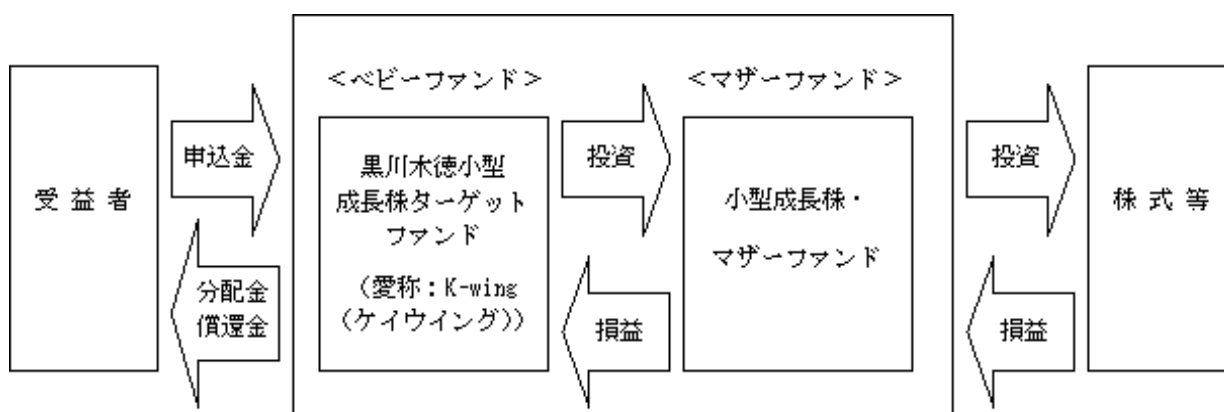 受益者
申込金
分配金
償還金
＜ベビーファンド＞
黒川木徳小型
成長株ターゲット
ファンド
（愛称：K-wing
（ケイウイング））
投資
損益
＜マザーファンド＞
小型成長株・
マザーファンド
投資
損益
株式等